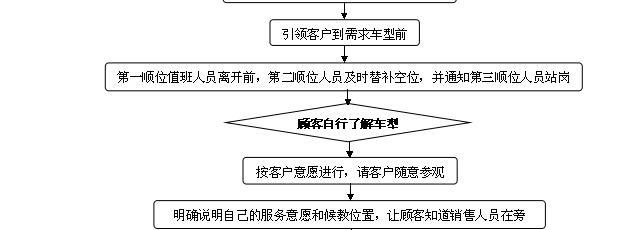 引领客户到需求车型前
第一顺位值班人员离开前，第二顺位人员及时替补空位，并通知第三顺位人员站岗
顾客自行了解车型
按客户意愿进行，请客户随意参观
明确说明自己的服务意愿和候教位置，让顾客知道销售人员在旁